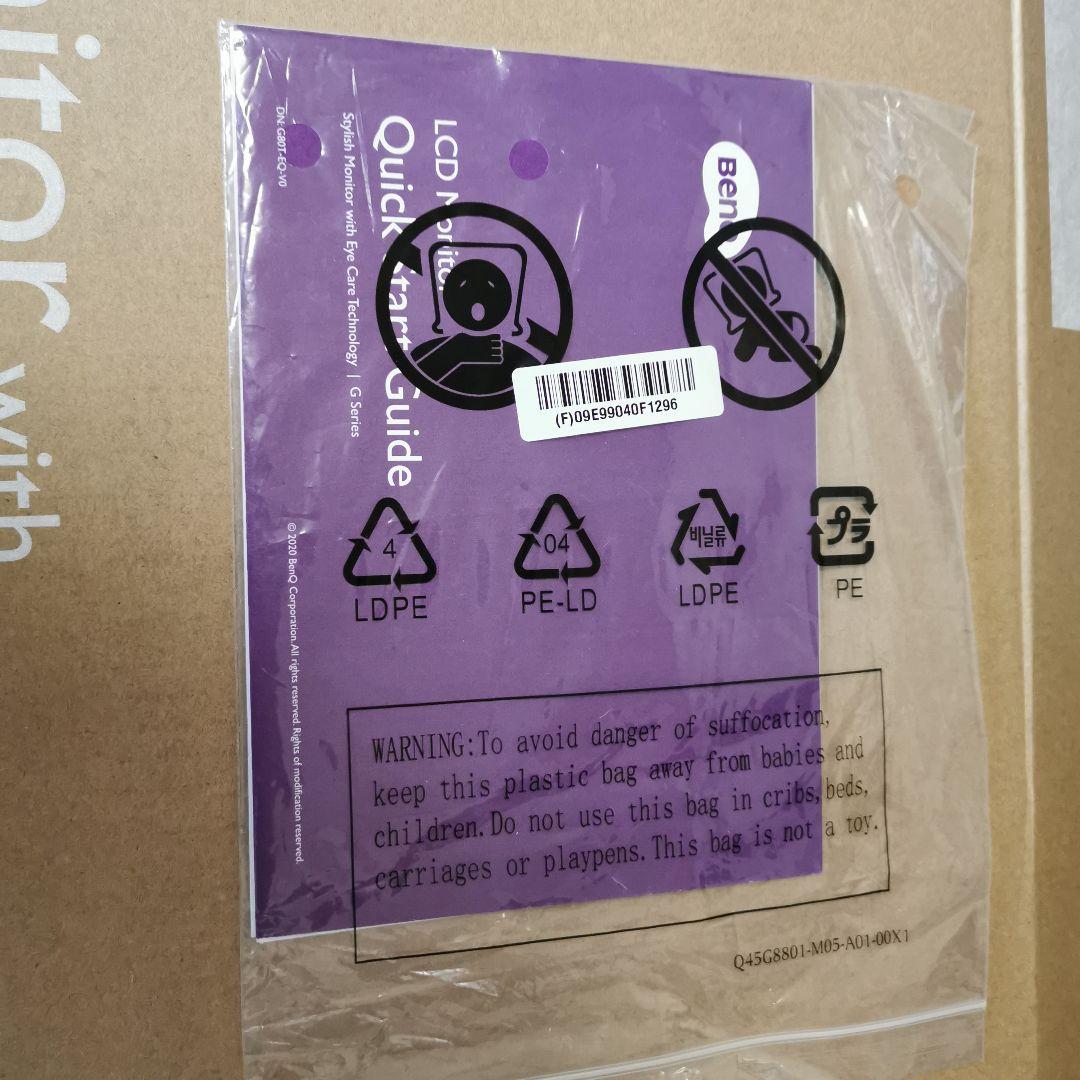 nitor with
BenQ
LCD Monitor
Quick Start Guide
Stylish Monitor with Eye Care Technology | G Series
DN: G80T-EQ-V0
© 2020 BenQ Corporation. All rights reserved. Rights of modification reserved.
(F)09E99040F1296
4
LDPE
04
PE-LD
비닐류
LDPE
プラ
PE
WARNING:To avoid danger of suffocation,
keep this plastic bag away from babies and
children. Do not use this bag in cribs, beds,
carriages or playpens. This bag is not a toy.
Q45G8801-M05-A01-00X1